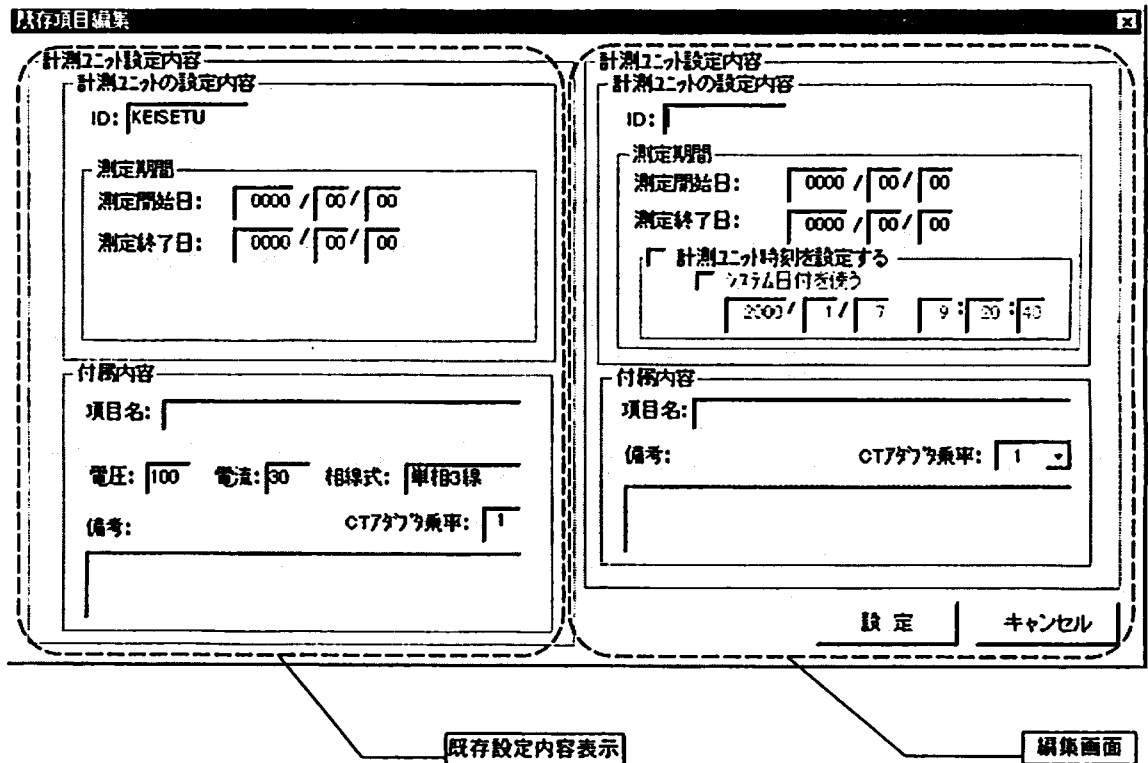 既存項目編集
計測ユニット設定内容
計測ユニットの設定内容
ID: KEISETU
測定期間
測定開始日: 0000 / 00 / 00
測定終了日: 0000 / 00 / 00
付属内容
項目名:
電圧: 100 電流: 30 相線式: 単相3線
備考: CTアダプタ乗率: 1
計測ユニット設定内容
計測ユニットの設定内容
ID:
測定期間
測定開始日: 0000 / 00 / 00
測定終了日: 0000 / 00 / 00
計測ユニット時刻を設定する
システム日付を使う
2000 / 1 / 7 9 : 20 : 40
付属内容
項目名:
備考: CTアダプタ乗率: 1
設定 キャンセル
既存設定内容表示
編集画面